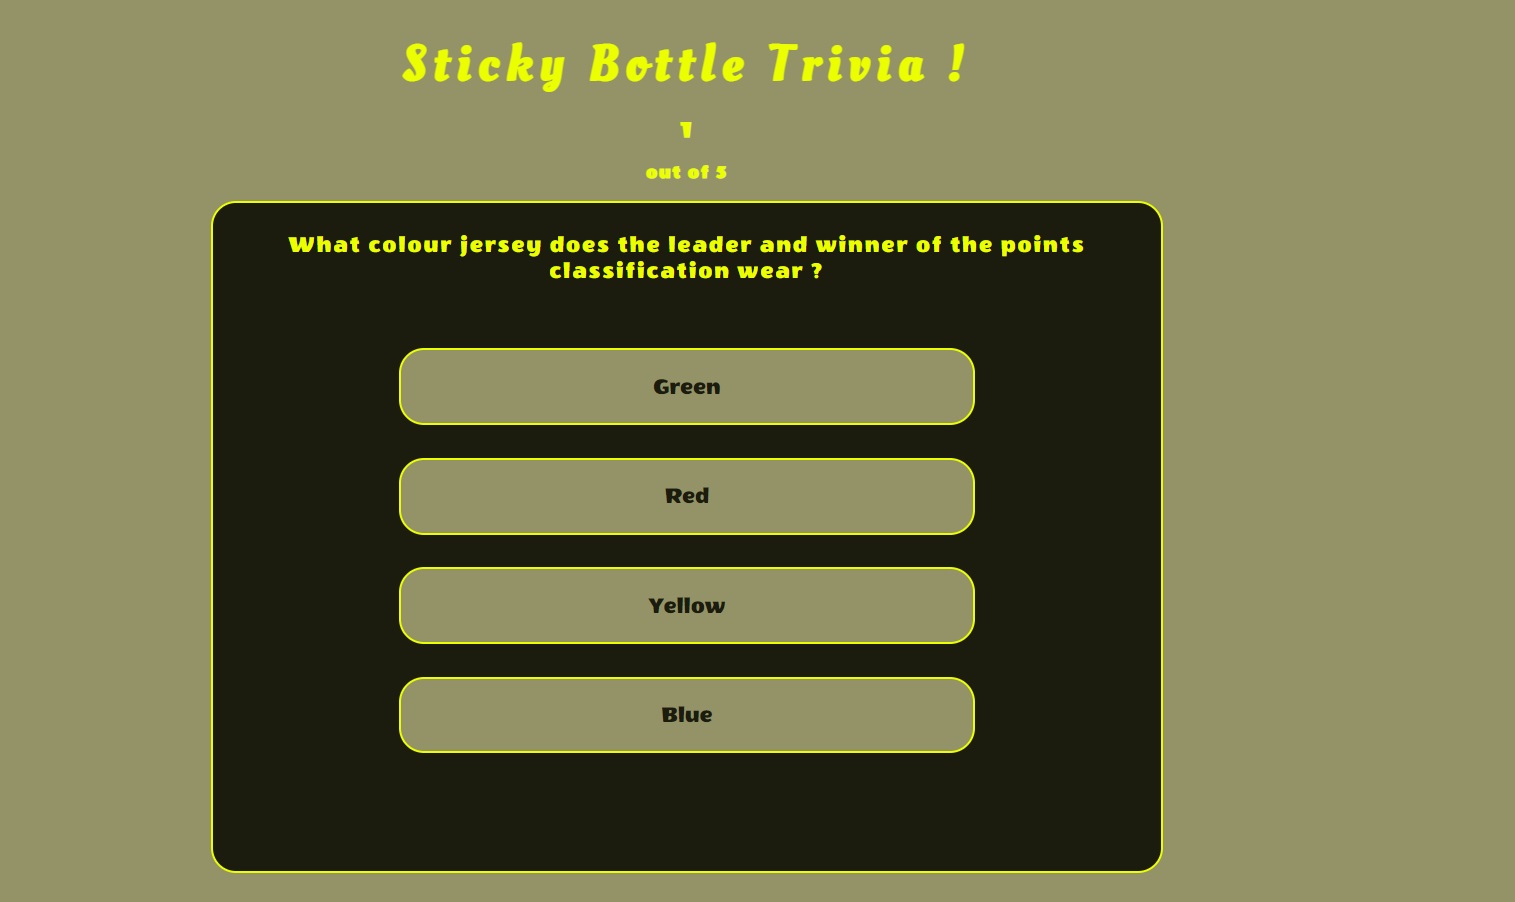 Sticky Bottle Trivia !
'
out of 5
What colour jersey does the leader and winner of the points
classification wear ?
Green
Red
Yellow
Blue